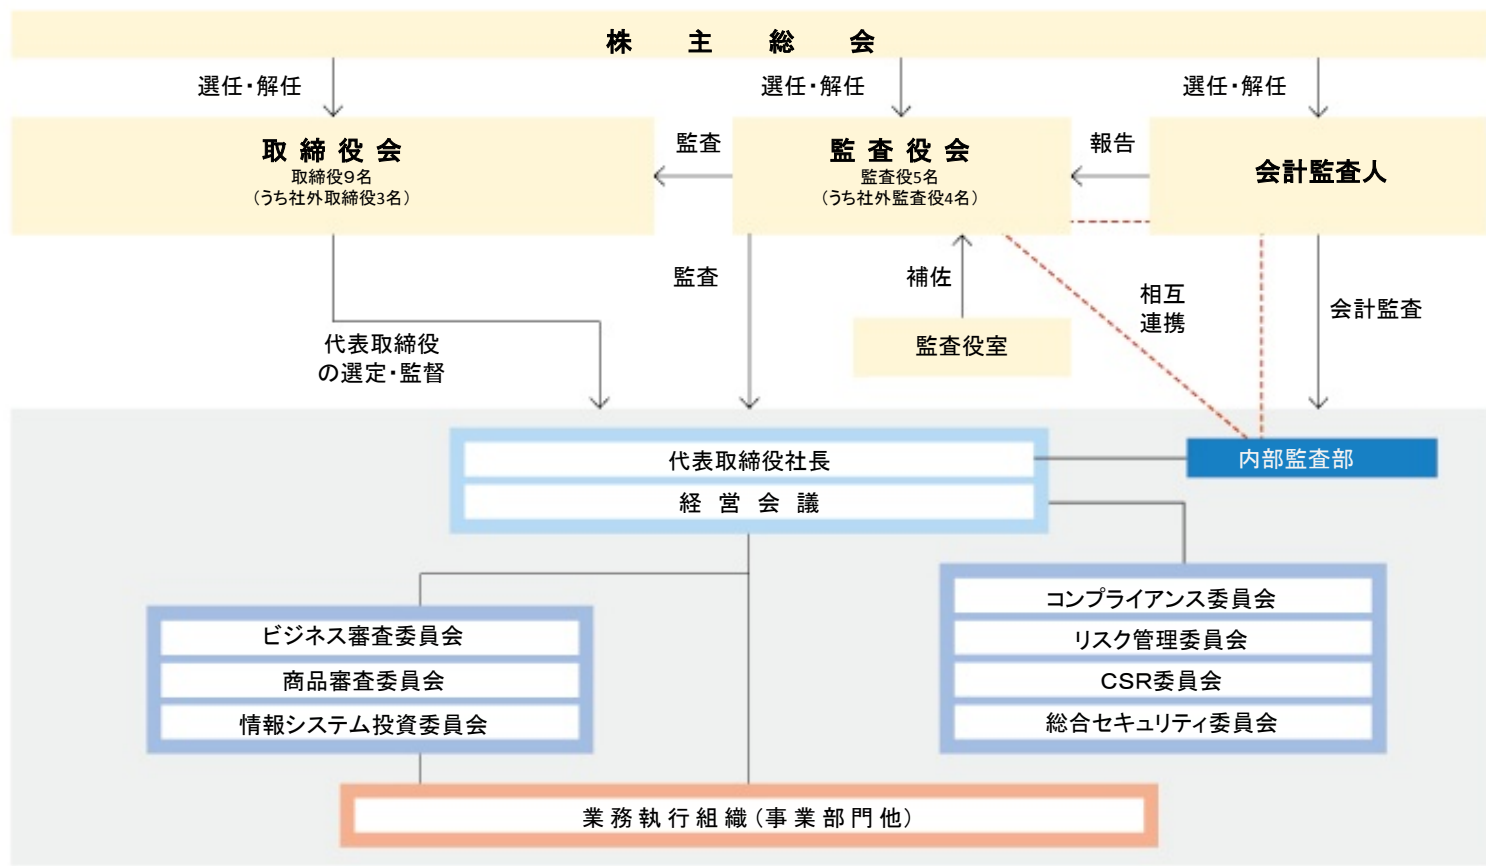 株主総会
選任・解任
選任・解任
選任・解任
取締役会
取締役9名
（うち社外取締役3名）
監査
監査役会
監査役5名
（うち社外監査役4名）
報告
会計監査人
代表取締役
の選定・監督
監査
補佐
監査役室
相互
連携
会計監査
代表取締役社長
経営会議
内部監査部
ビジネス審査委員会
商品審査委員会
情報システム投資委員会
コンプライアンス委員会
リスク管理委員会
CSR委員会
総合セキュリティ委員会
業務執行組織（事業部門他）